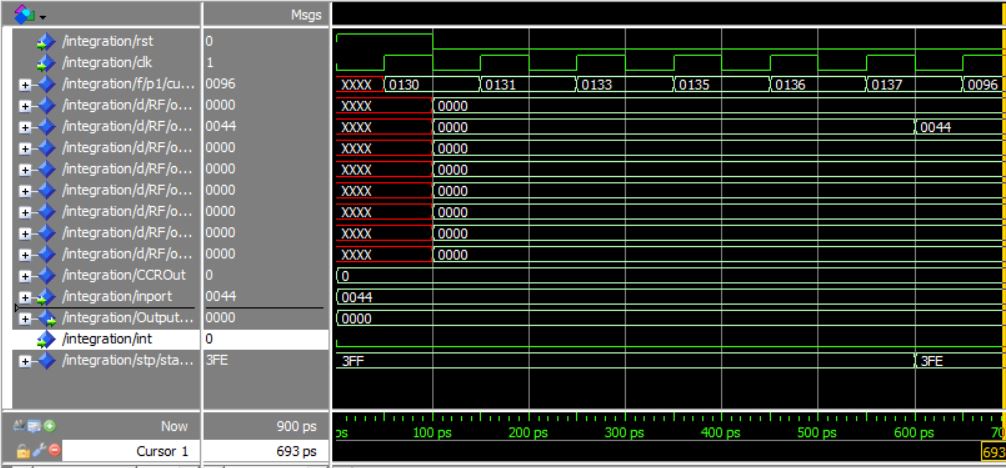 Msgs
/integration/rst 0
/integration/clk 1
/integration/f/p1/cu... 0096 XXXX 0130 0131 0133 0135 0136 0137 0096
/integration/d/RF/o... 0000 XXXX 0000
/integration/d/RF/o... 0044 XXXX 0000 0044
/integration/d/RF/o... 0000 XXXX 0000
/integration/d/RF/o... 0000 XXXX 0000
/integration/d/RF/o... 0000 XXXX 0000
/integration/d/RF/o... 0000 XXXX 0000
/integration/d/RF/o... 0000 XXXX 0000
/integration/d/RF/o... 0000 XXXX 0000
/integration/CCROut 0 0
/integration/inport 0044 0044
/integration/Output... 0000 0000
/integration/int 0
/integration/stp/sta... 3FE 3FF 3FE
Now 900 ps ps 100 ps 200 ps 300 ps 400 ps 500 ps 600 ps 70
Cursor 1 693 ps 693